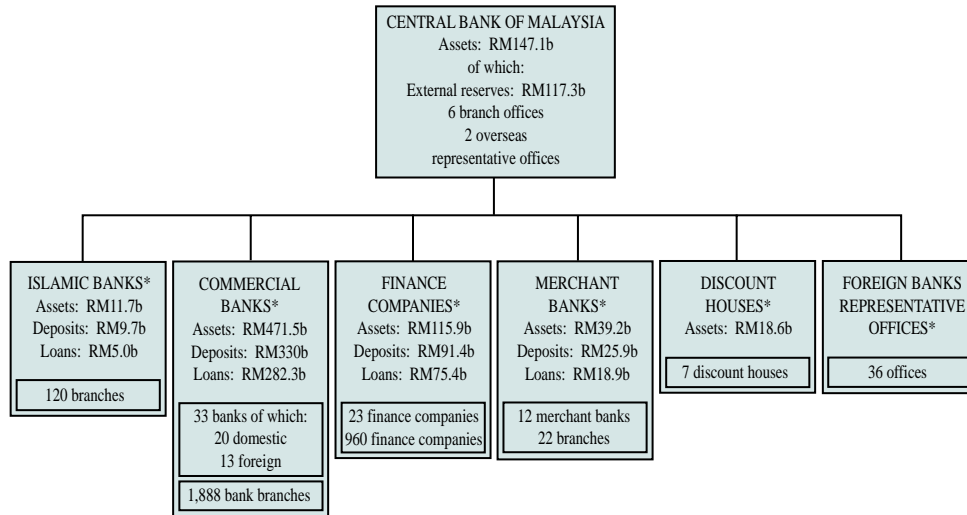 CENTRAL BANK OF MALAYSIA
Assets: RM147.1b
of which:
External reserves: RM117.3b
6 branch offices
2 overseas
representative offices
ISLAMIC BANKS*
Assets: RM11.7b
Deposits: RM9.7b
Loans: RM5.0b
120 branches
COMMERCIAL
BANKS*
Assets: RM471.5b
Deposits: RM330b
Loans: RM282.3b
33 banks of which:
20 domestic
13 foreign
1,888 bank branches
FINANCE
COMPANIES*
Assets: RM115.9b
Deposits: RM91.4b
Loans: RM75.4b
23 finance companies
960 finance companies
MERCHANT
BANKS*
Assets: RM39.2b
Deposits: RM25.9b
Loans: RM18.9b
12 merchant banks
22 branches
DISCOUNT
HOUSES*
Assets: RM18.6b
7 discount houses
FOREIGN BANKS
REPRESENTATIVE
OFFICES*
36 offices